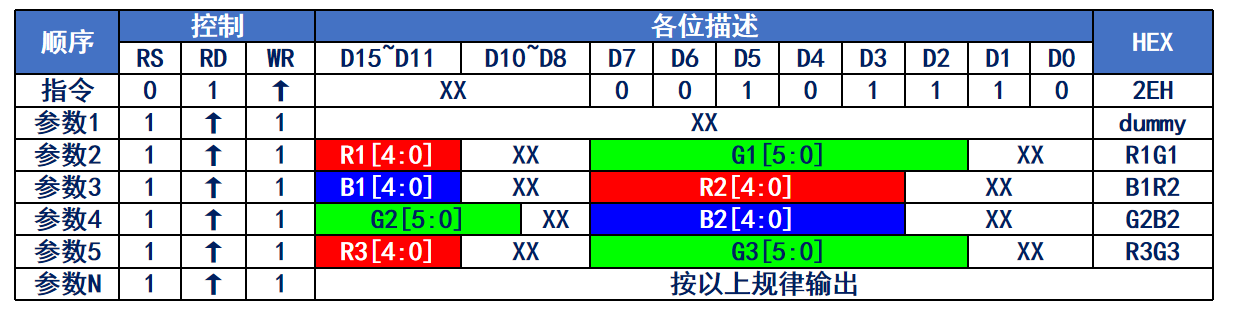 顺序 控制 各位描述 HEX
RS RD WR D15~D11 D10~D8 D7 D6 D5 D4 D3 D2 D1 D0
指令 0 1 ↑ XX 0 0 1 0 1 1 1 0 2EH
参数1 1 ↑ 1 XX dummy
参数2 1 ↑ 1 R1[4:0] XX G1[5:0] XX R1G1
参数3 1 ↑ 1 B1[4:0] XX R2[4:0] XX B1R2
参数4 1 ↑ 1 G2[5:0] XX B2[4:0] XX G2B2
参数5 1 ↑ 1 R3[4:0] XX G3[5:0] XX R3G3
参数N 1 ↑ 1 按以上规律输出